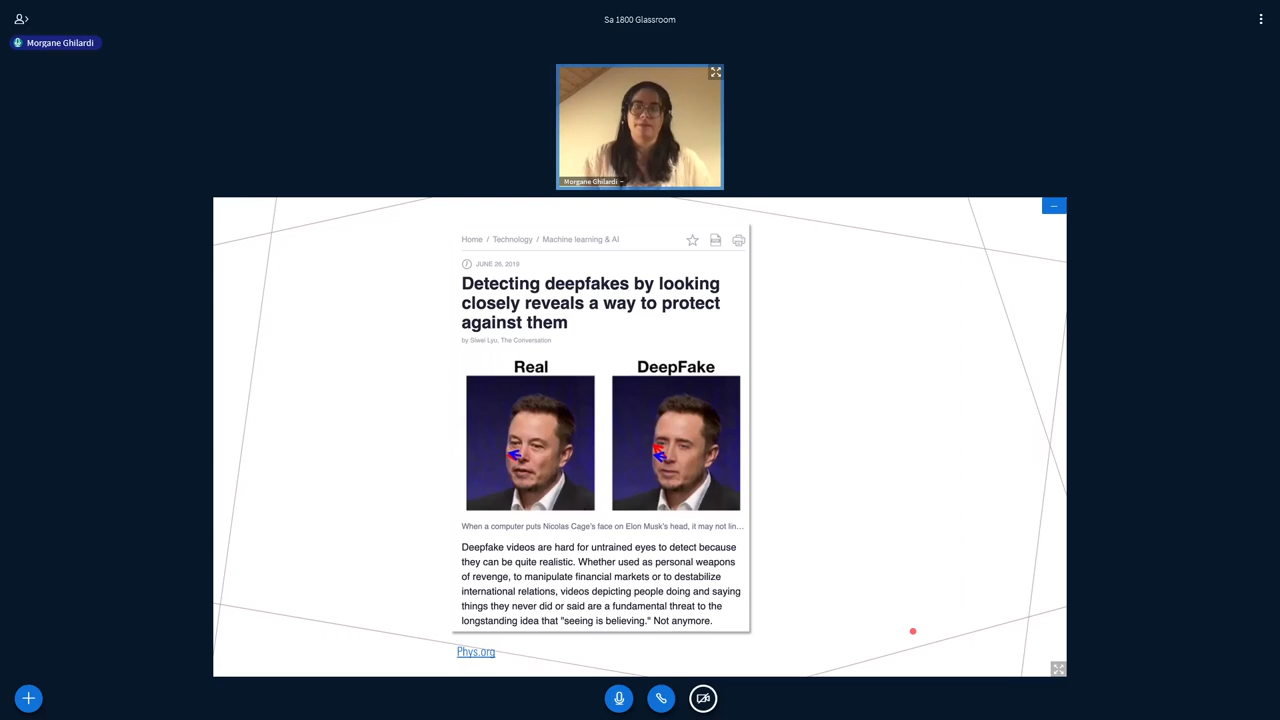 Sa 1800 Glassroom
Morgane Ghilardi
Morgane Ghilardi
Home / Technology / Machine learning & AI
JUNE 26, 2019
Detecting deepfakes by looking
closely reveals a way to protect
against them
by Siwei Lyu, The Conversation
Real DeepFake
When a computer puts Nicolas Cage's face on Elon Musk's head, it may not lin...
Deepfake videos are hard for untrained eyes to detect because
they can be quite realistic. Whether used as personal weapons
of revenge, to manipulate financial markets or to destabilize
international relations, videos depicting people doing and saying
things they never did or said are a fundamental threat to the
longstanding idea that "seeing is believing." Not anymore.
Phys.org